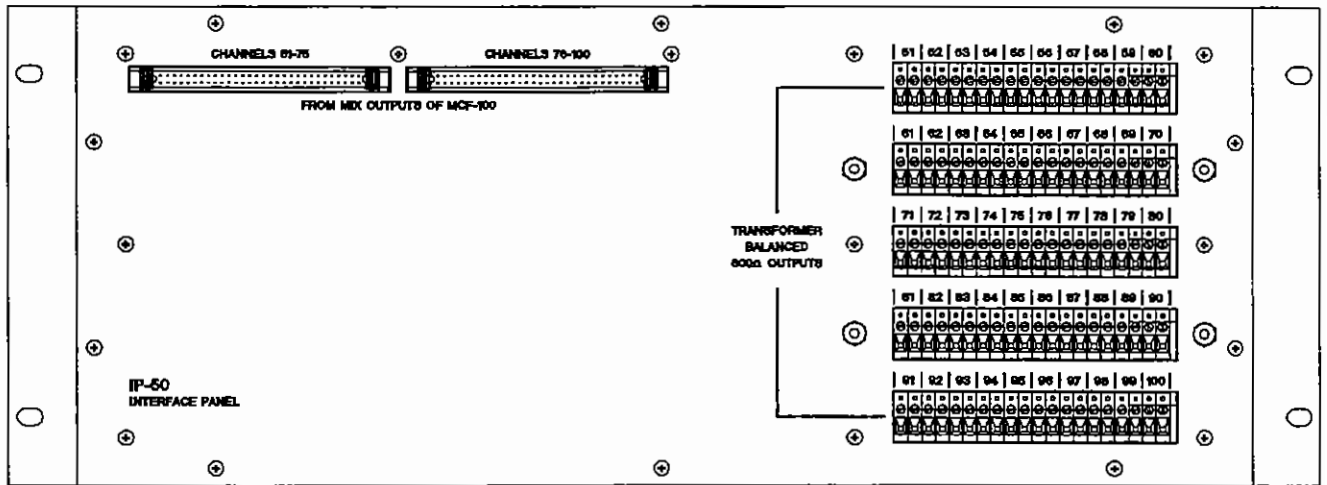 CHANNELS 51-75
CHANNELS 76-100
FROM MIX OUTPUTS OF MCF-100
51 52 53 54 55 56 57 58 59 60
61 62 63 64 65 66 67 68 69 70
71 72 73 74 75 76 77 78 79 80
81 82 83 84 85 86 87 88 89 90
91 92 93 94 95 96 97 98 99 100
TRANSFORMER
BALANCED
600Ω OUTPUTS
IP-50
INTERFACE PANEL